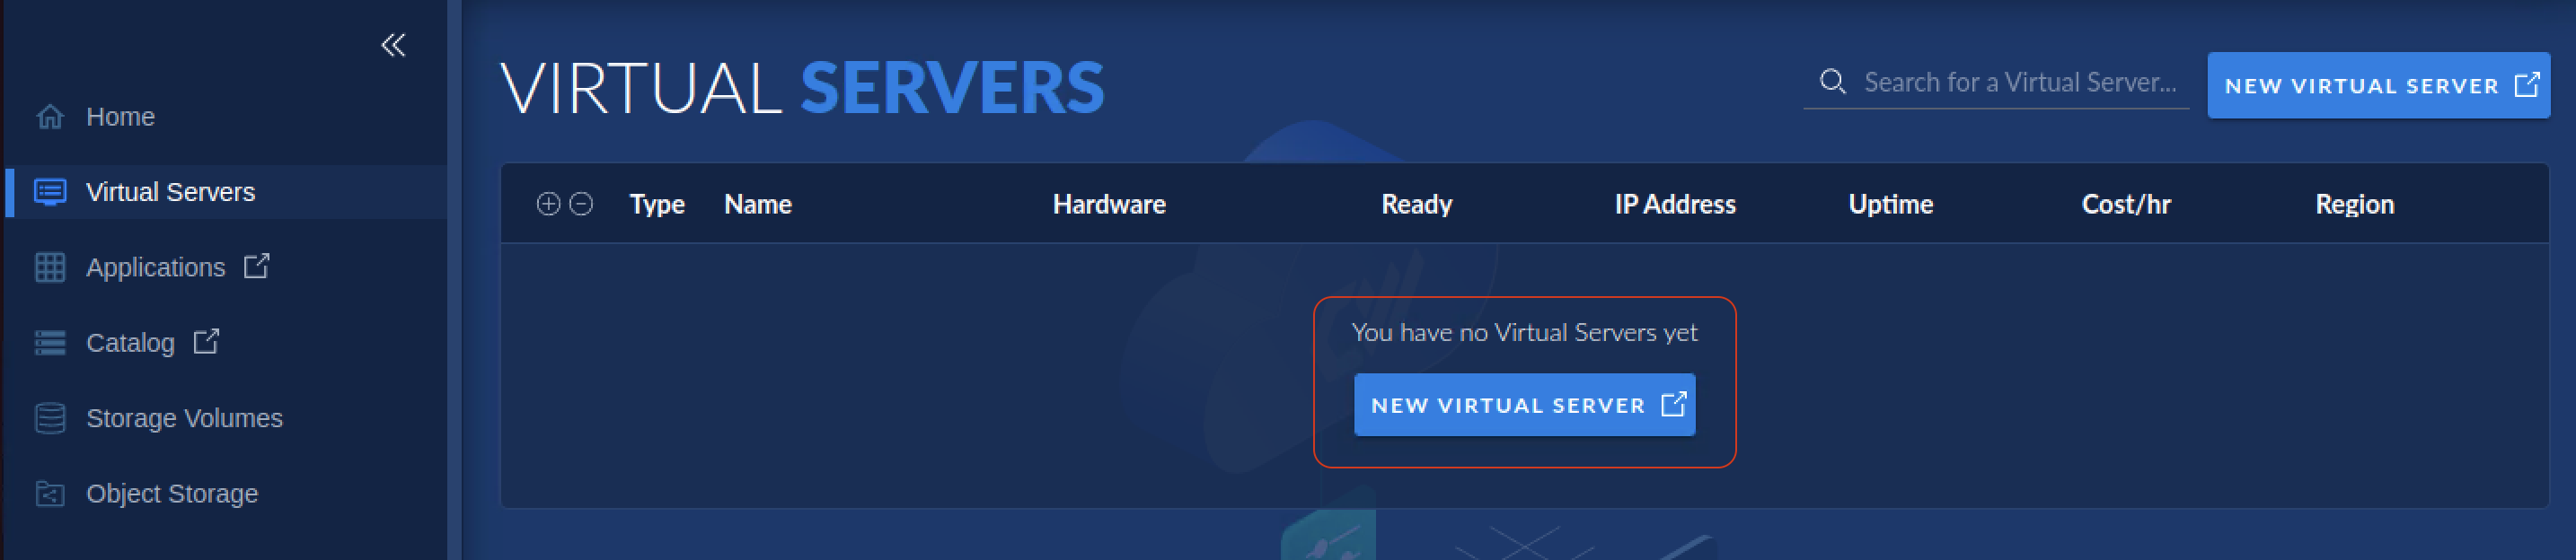 Home
Virtual Servers
Applications
Catalog
Storage Volumes
Object Storage
VIRTUAL SERVERS
Search for a Virtual Server...
NEW VIRTUAL SERVER
Type Name Hardware Ready IP Address Uptime Cost/hr Region
You have no Virtual Servers yet
NEW VIRTUAL SERVER